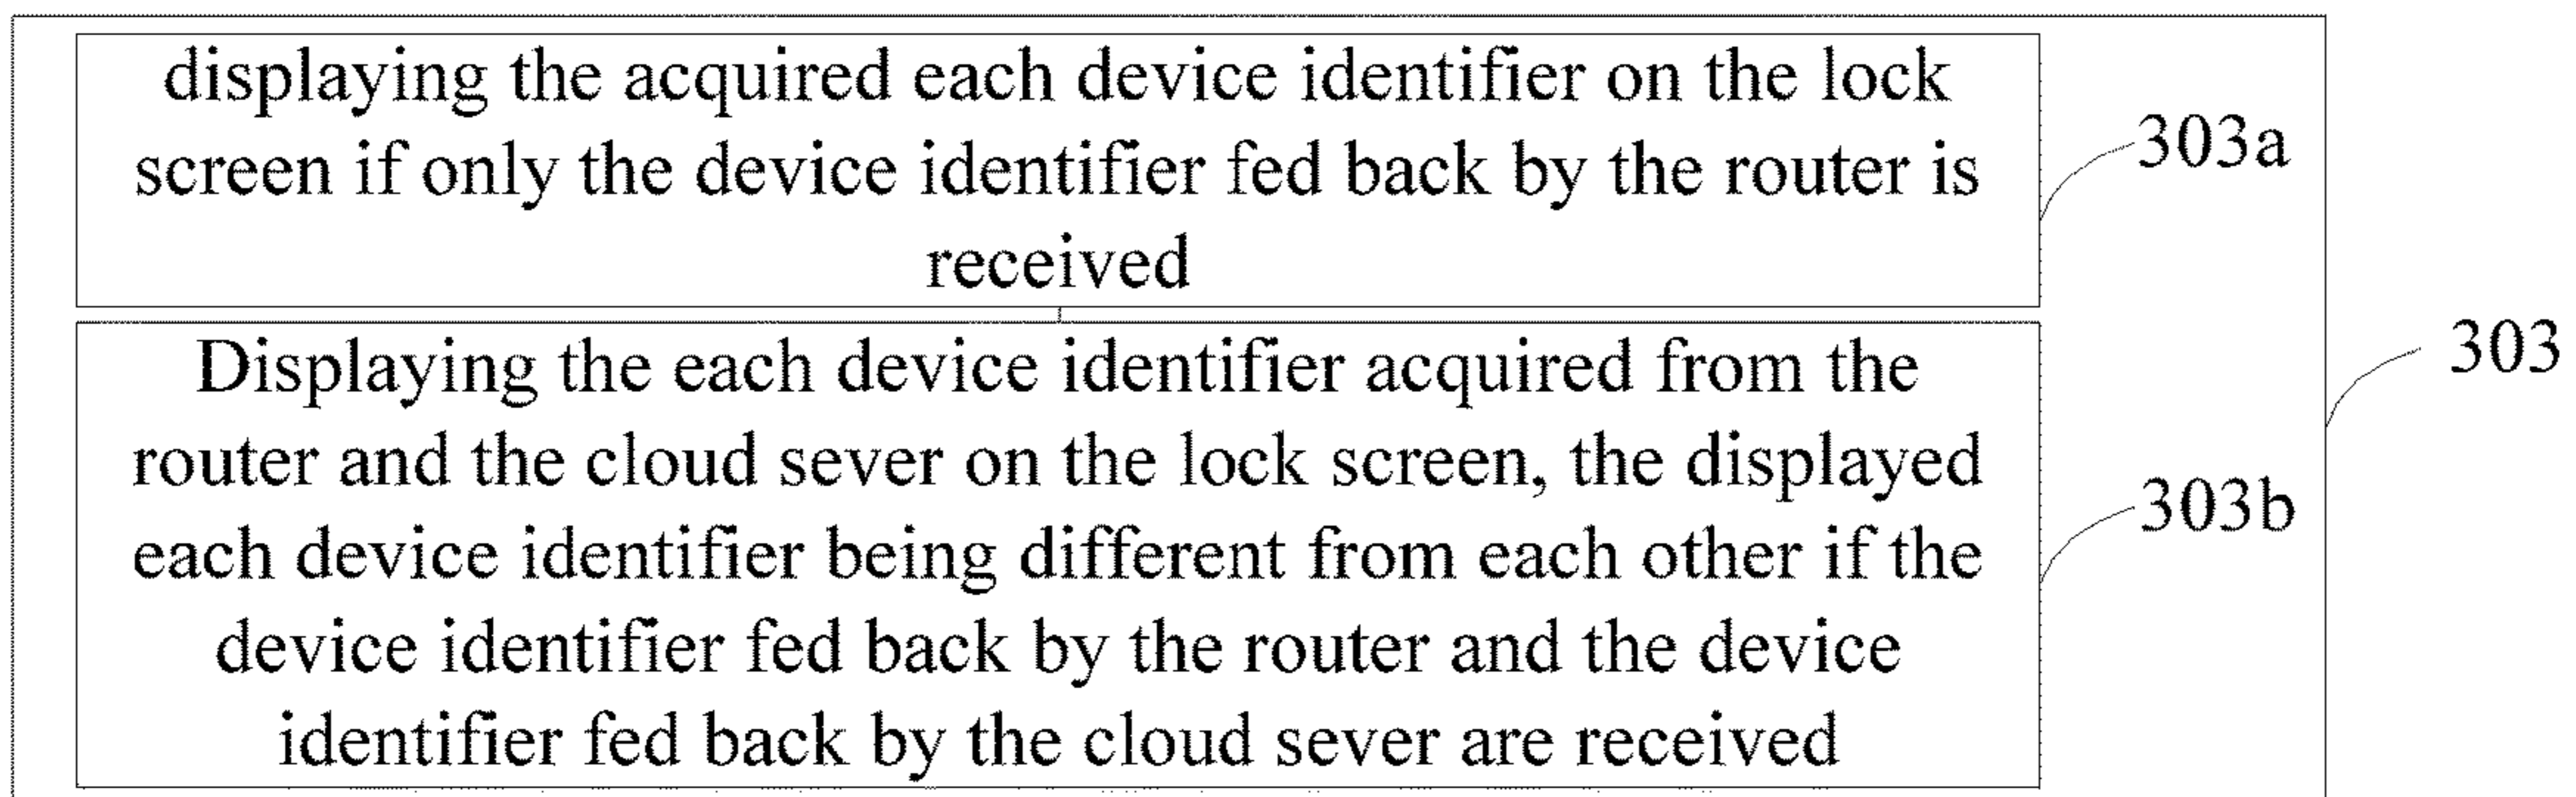 displaying the acquired each device identifier on the lock
screen if only the device identifier fed back by the router is
received
303a
Displaying the each device identifier acquired from the
router and the cloud sever on the lock screen, the displayed
each device identifier being different from each other if the
device identifier fed back by the router and the device
identifier fed back by the cloud sever are received
303b
303